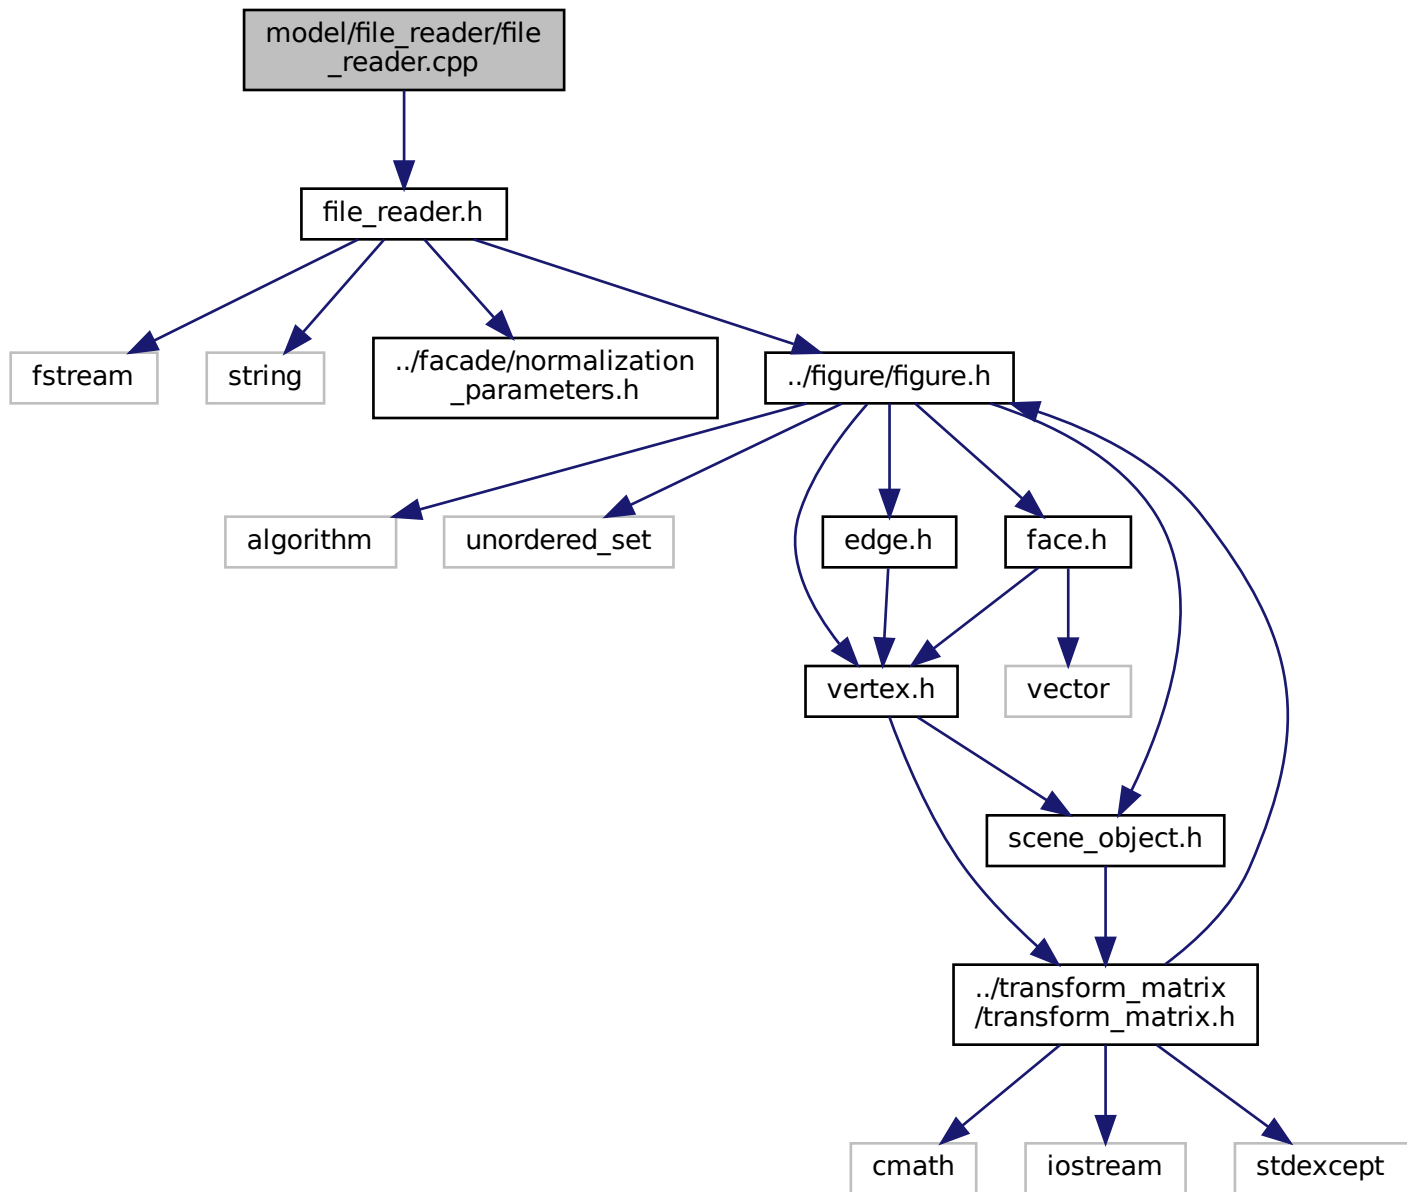 model/file_reader/file
_reader.cpp
file_reader.h
fstream
string
../facade/normalization
_parameters.h
../figure/figure.h
algorithm
unordered_set
edge.h
face.h
vertex.h
vector
scene_object.h
../transform_matrix
/transform_matrix.h
cmath
iostream
stdexcept